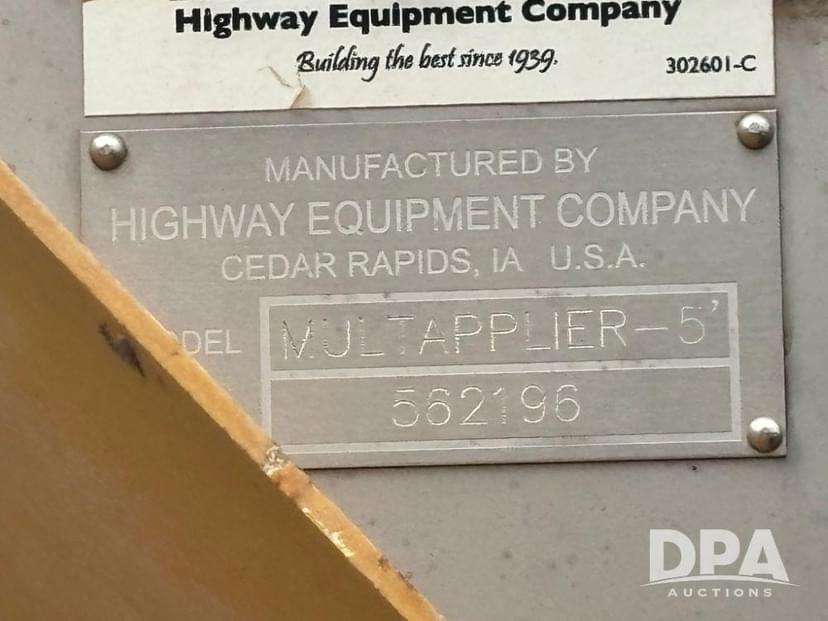 Highway Equipment Company
Building the best since 1939.
302601-C
MANUFACTURED BY
HIGHWAY EQUIPMENT COMPANY
CEDAR RAPIDS, IA U.S.A.
ODEL MULTAPPLIER-5'
562196
DPA
AUCTIONS